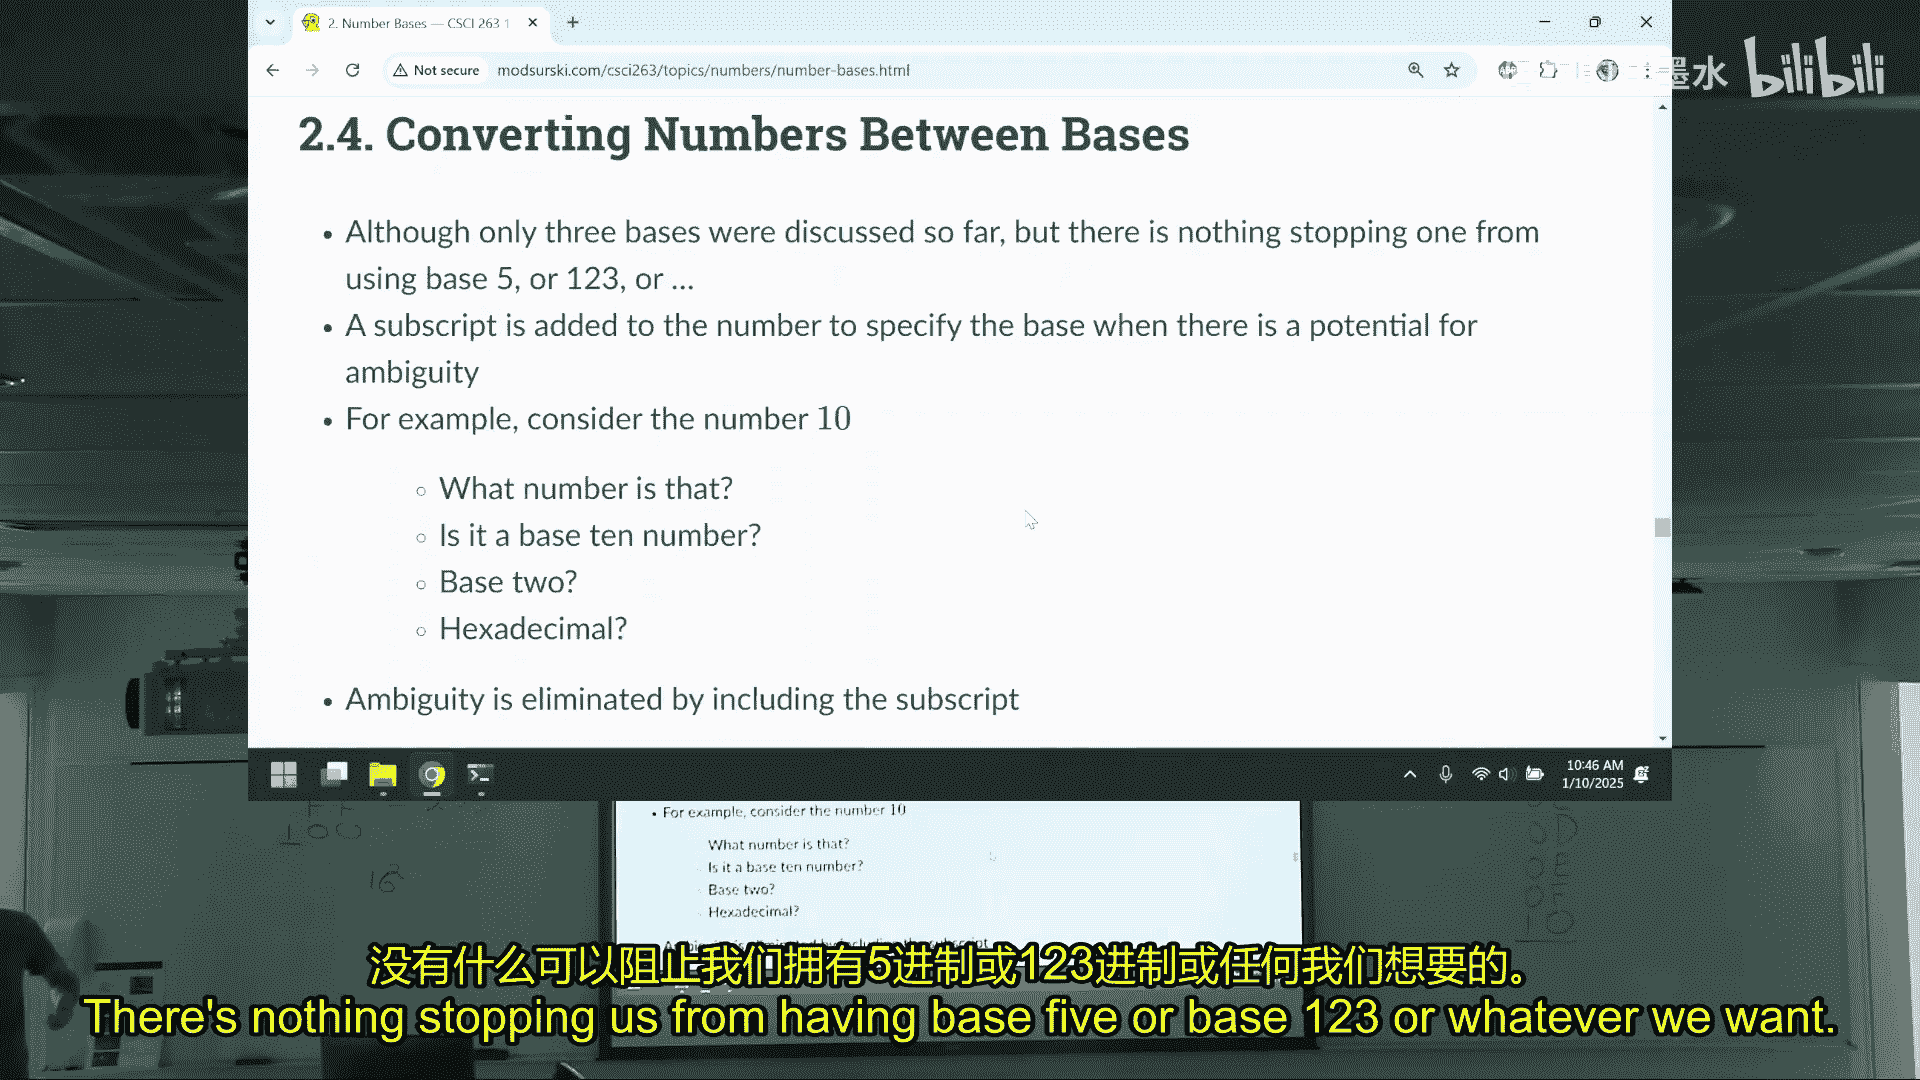 2. Number Bases — CSCI 263 1
Not secure
modsurski.com/csci263/topics/numbers/number-bases.html
墨水 bilibili
2.4. Converting Numbers Between Bases
• Although only three bases were discussed so far, but there is nothing stopping one from
using base 5, or 123, or ...
• A subscript is added to the number to specify the base when there is a potential for
ambiguity
• For example, consider the number 10
○ What number is that?
○ Is it a base ten number?
○ Base two?
○ Hexadecimal?
• Ambiguity is eliminated by including the subscript
10:46 AM
1/10/2025
• For example, consider the number 10
What number is that?
Is it a base ten number?
Base two?
Hexadecimal?
100
16²
没有什么可以阻止我们拥有5进制或123进制或任何我们想要的。
There's nothing stopping us from having base five or base 123 or whatever we want.